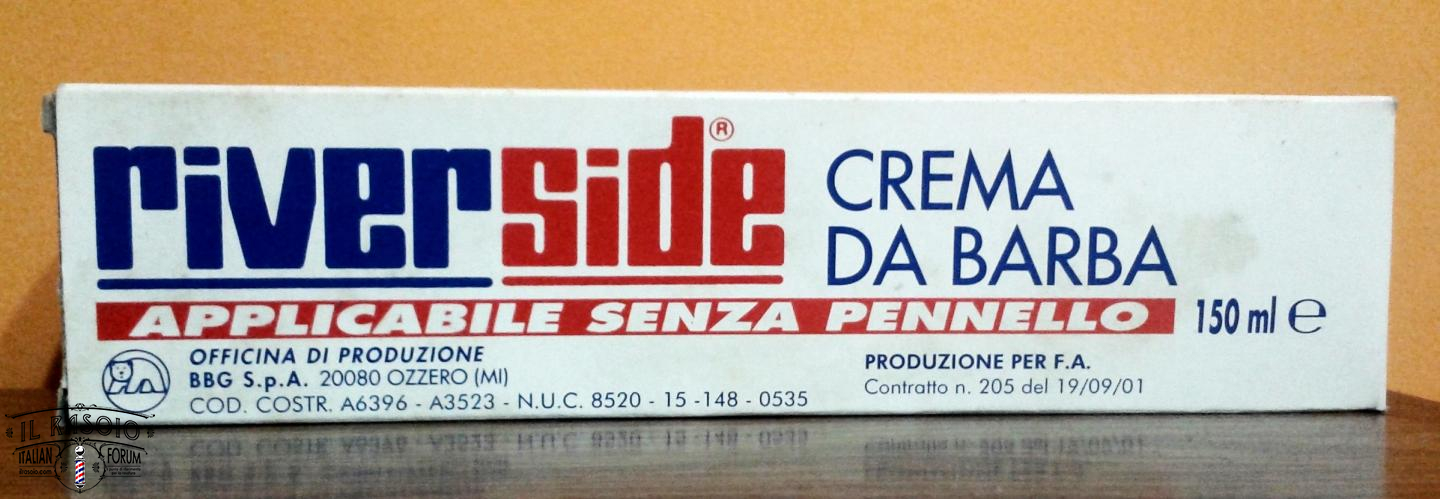 riverside®
CREMA
DA BARBA
APPLICABILE SENZA PENNELLO
150 ml ℮
OFFICINA DI PRODUZIONE
BBG S.p.A. 20080 OZZERO (MI)
COD. COSTR. A6396 - A3523 - N.U.C. 8520 - 15 -148 - 0535
PRODUZIONE PER F.A.
Contratto n. 205 del 19/09/01
IL RASOIO
ITALIAN FORUM